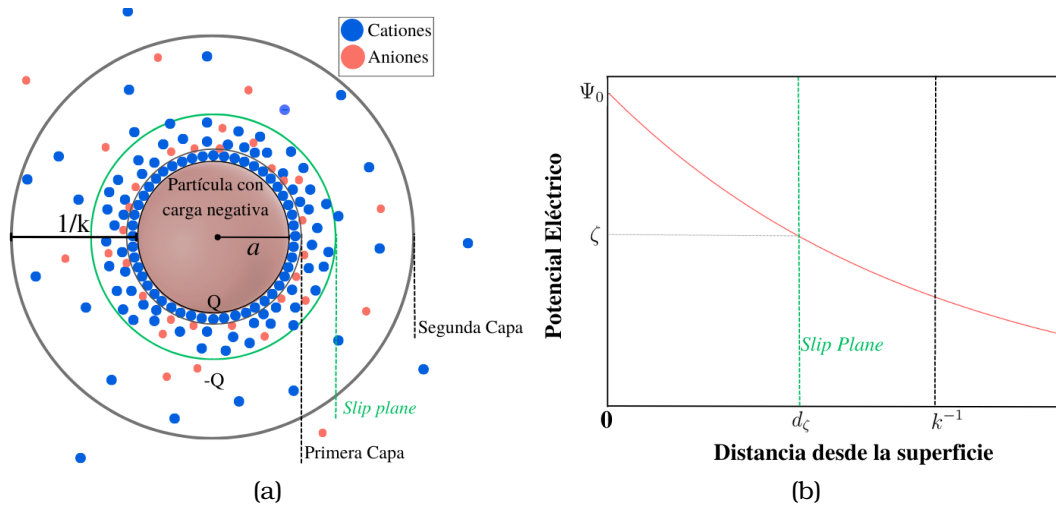 Cationes
Aniones
Partícula con
carga negativa
1/k
a
Q
-Q
Segunda Capa
Slip plane
Primera Capa
(a)
Ψ0
ζ
Potencial Eléctrico
Slip Plane
0
dζ
k⁻¹
Distancia desde la superficie
(b)